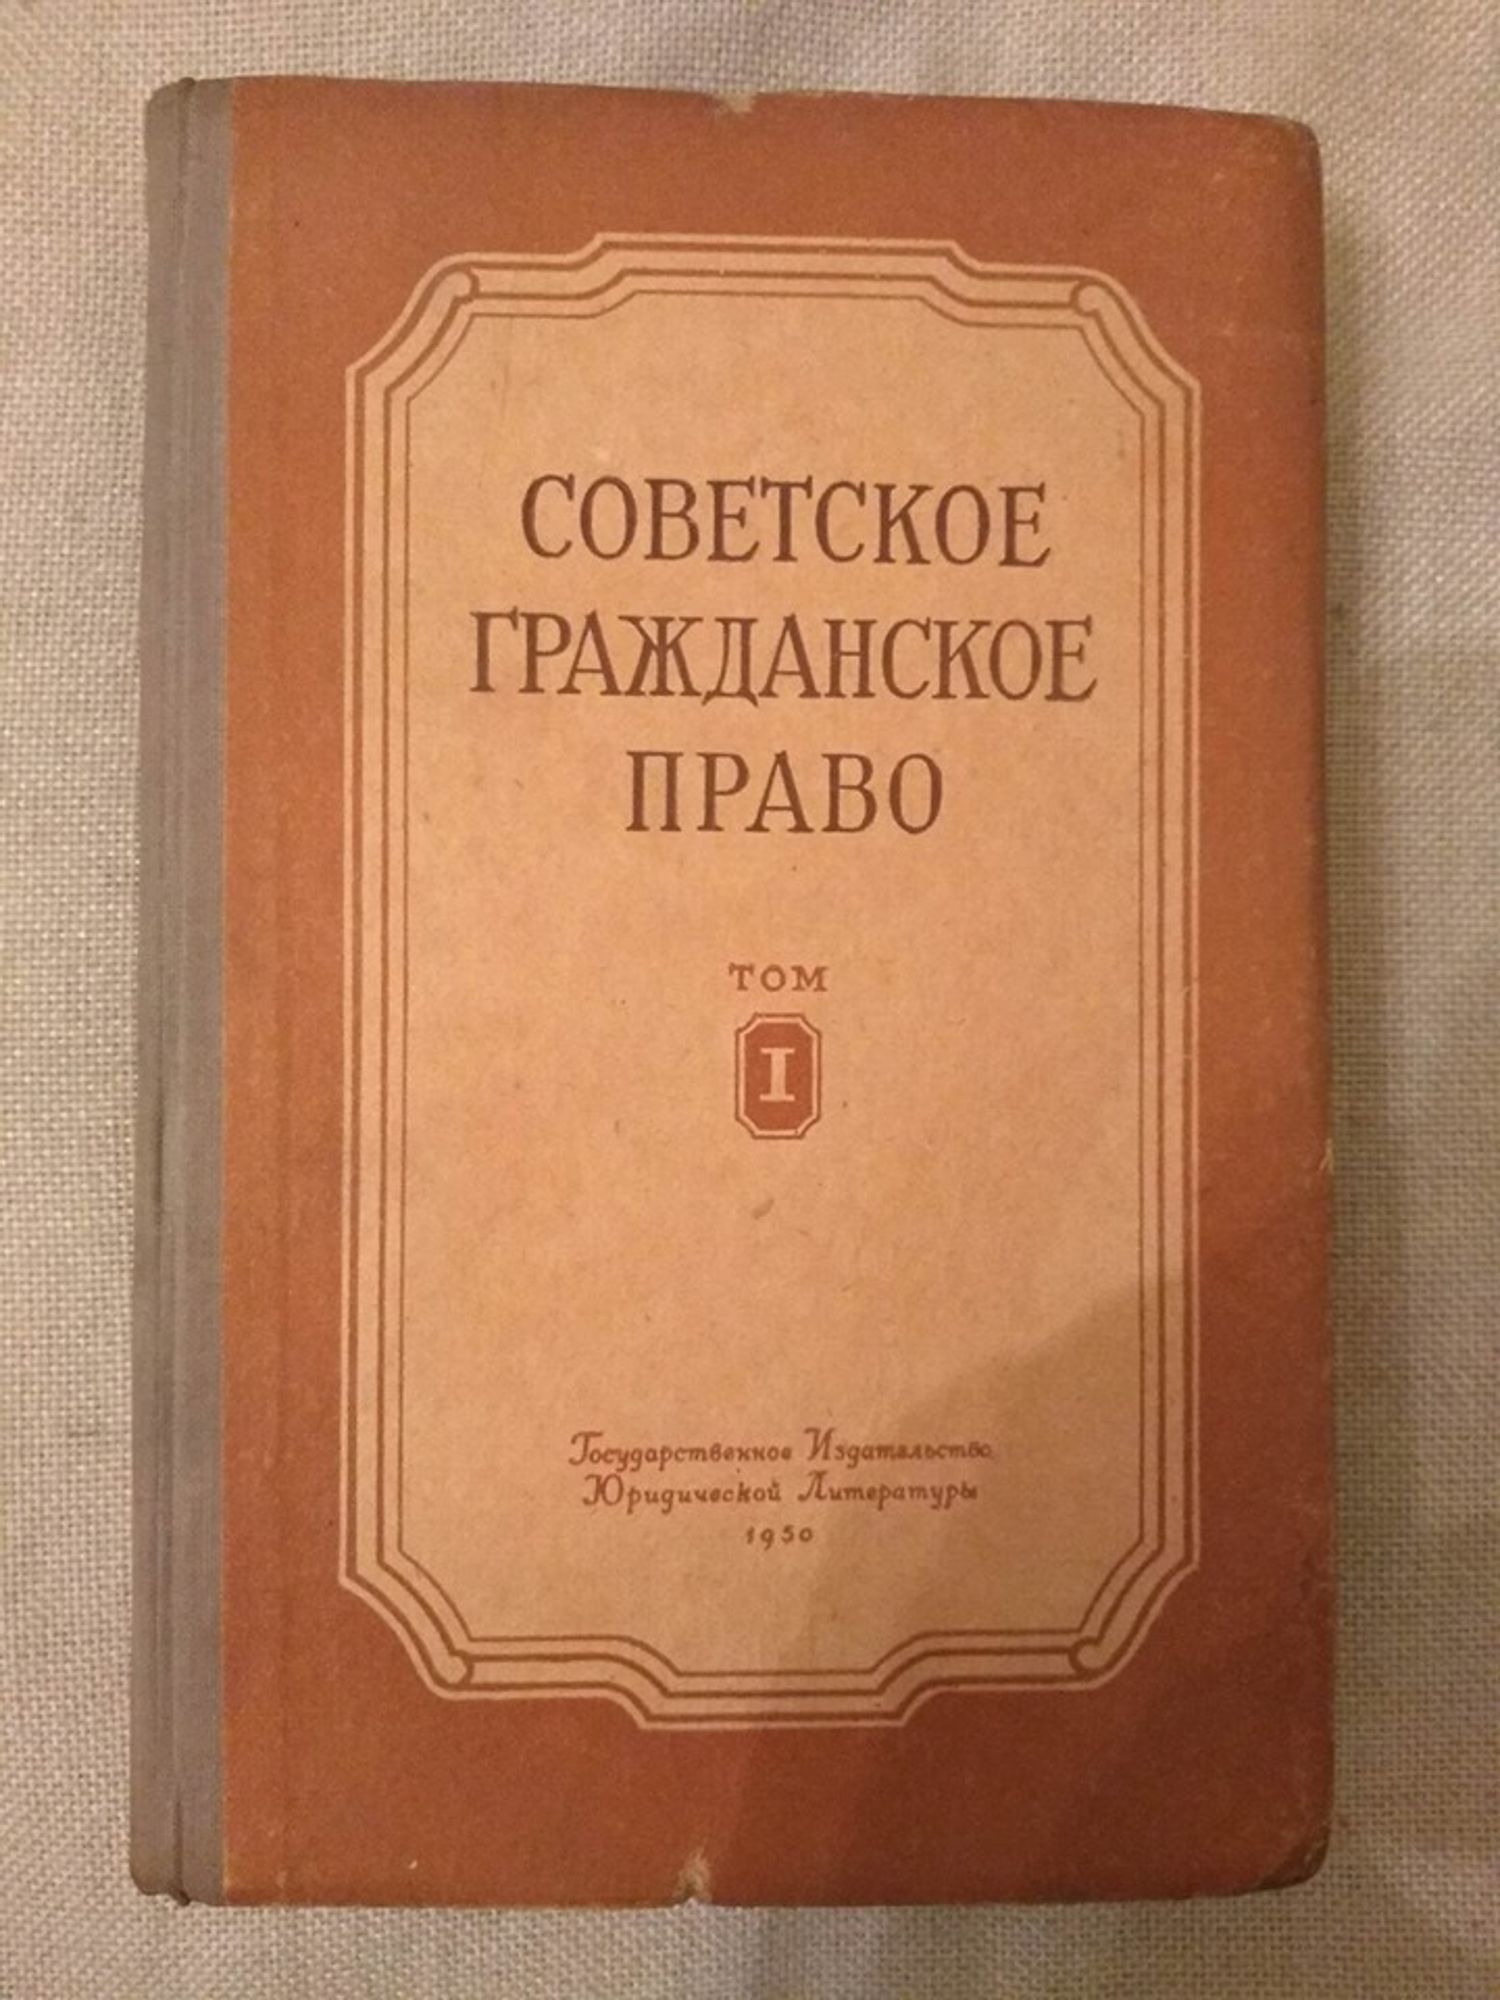 СОВЕТСКОЕ
ГРАЖДАНСКОЕ
ПРАВО
ТОМ
I
Государственное Издательство
Юридической Литературы
1950